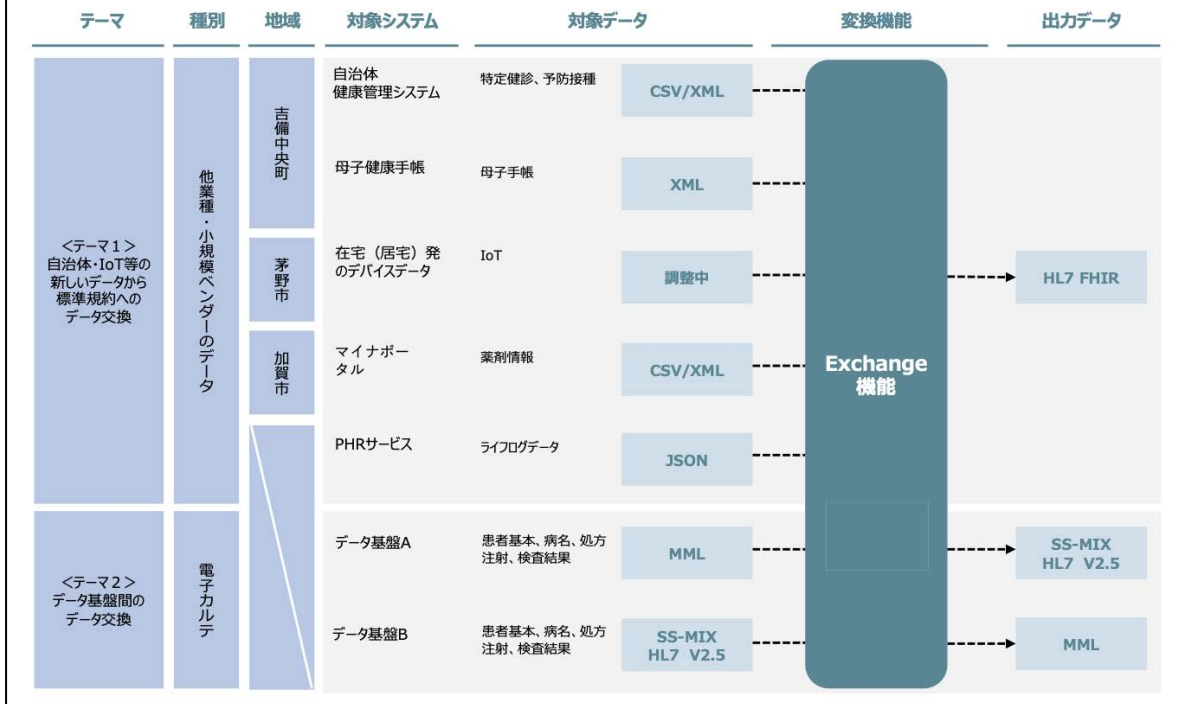 テーマ
種別
地域
対象システム
対象データ
変換機能
出力データ
<テーマ1>
自治体・IoT等の
新しいデータから
標準規約への
データ交換
他業種・小規模ベンダーのデータ
吉備中央町
自治体
健康管理システム
特定健診、予防接種
CSV/XML
母子健康手帳
母子手帳
XML
茅野市
在宅（居宅）発
のデバイスデータ
IoT
調整中
加賀市
マイナポー
タル
薬剤情報
CSV/XML
PHRサービス
ライフログデータ
JSON
Exchange
機能
HL7 FHIR
<テーマ2>
データ基盤間の
データ交換
電子カルテ
データ基盤A
患者基本、病名、処方
注射、検査結果
MML
SS-MIX
HL7 V2.5
データ基盤B
患者基本、病名、処方
注射、検査結果
SS-MIX
HL7 V2.5
MML